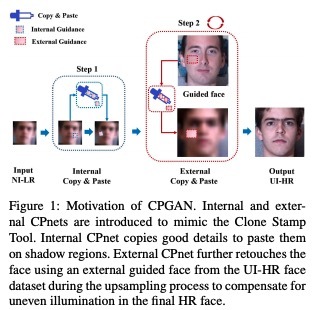 Copy & Paste
Internal Guidance
External Guidance
Step 2
Step 1
Guided face
Input
NI-LR
Internal
Copy & Paste
External
Copy & Paste
Output
UI-HR
Figure 1: Motivation of CPGAN. Internal and exter-
nal CPnets are introduced to mimic the Clone Stamp
Tool. Internal CPnet copies good details to paste them
on shadow regions. External CPnet further retouches the
face using an external guided face from the UI-HR face
dataset during the upsampling process to compensate for
uneven illumination in the final HR face.